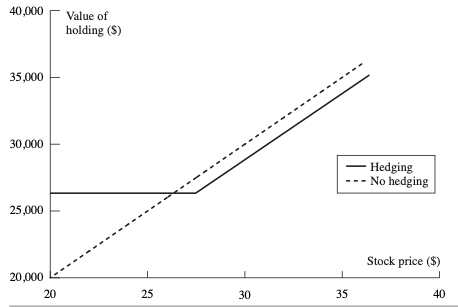 40,000
Value of
holding ($)
35,000
30,000
Hedging
No hedging
25,000
Stock price ($)
20,000
20 25 30 35 40